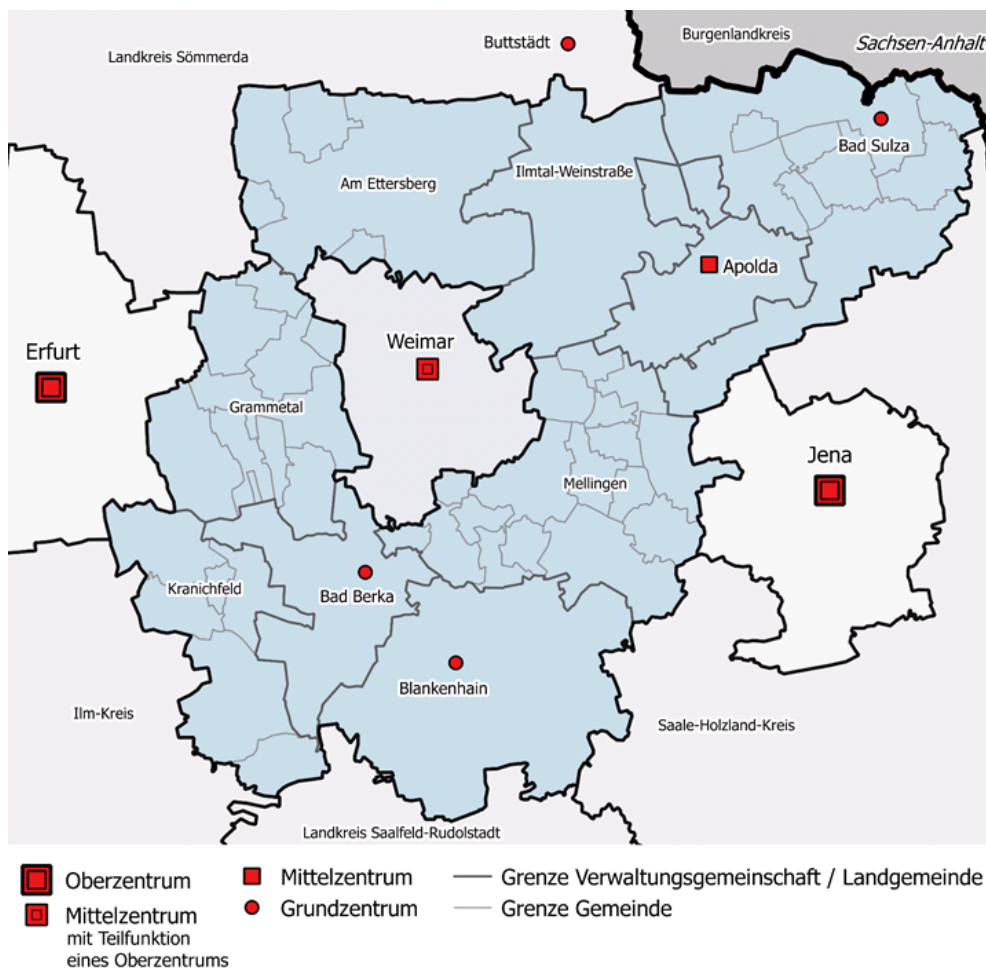 Buttstädt
Burgenlandkreis
Sachsen-Anhalt
Landkreis Sömmerda
Bad Sulza
Ilmtal-Weinstraße
Am Ettersberg
Apolda
Weimar
Erfurt
Grammetal
Jena
Mellingen
Kranichfeld
Bad Berka
Blankenhain
Ilm-Kreis
Saale-Holzland-Kreis
Landkreis Saalfeld-Rudolstadt
Oberzentrum
Mittelzentrum
mit Teilfunktion
eines Oberzentrums
Mittelzentrum
Grundzentrum
Grenze Verwaltungsgemeinschaft / Landgemeinde
Grenze Gemeinde